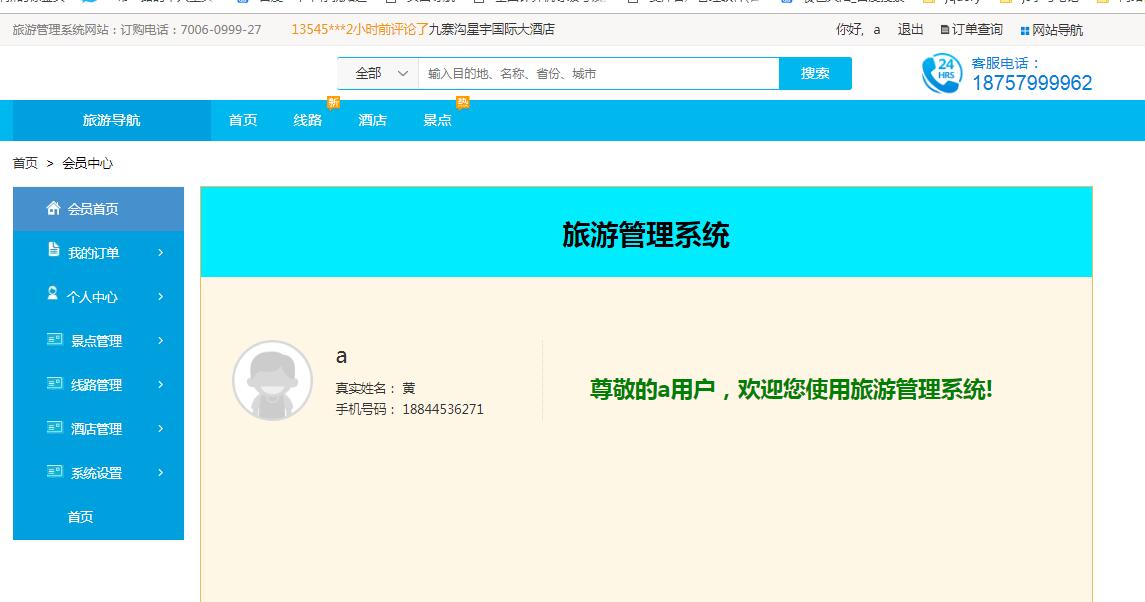 旅游管理系统网站：订购电话：7006-0999-27 13545***2小时前评论了九寨沟星宇国际大酒店 你好, a 退出 订单查询 网站导航
全部 输入目的地、名称、省份、城市 搜索
24 HRS
客服电话：
18757999962
新 热
旅游导航 首页 线路 酒店 景点
首页 > 会员中心
会员首页
我的订单 >
个人中心 >
景点管理 >
线路管理 >
酒店管理 >
系统设置 >
首页
旅游管理系统
a
真实姓名： 黄
手机号码： 18844536271
尊敬的a用户，欢迎您使用旅游管理系统!